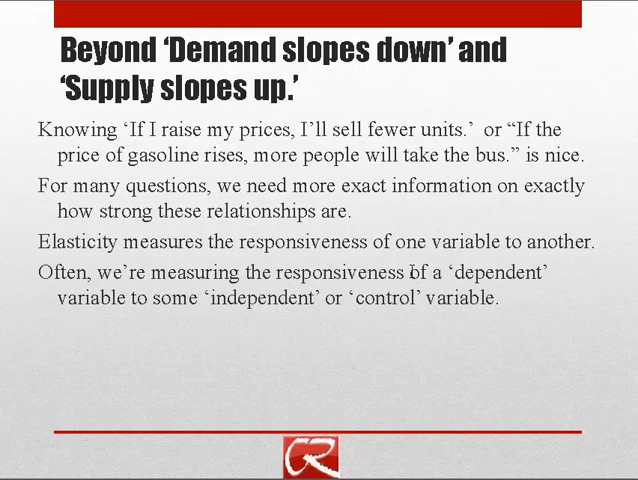 Beyond ‘Demand slopes down’ and
‘Supply slopes up.’
Knowing ‘If I raise my prices, I’ll sell fewer units.’ or “If the
price of gasoline rises, more people will take the bus.” is nice.
For many questions, we need more exact information on exactly
how strong these relationships are.
Elasticity measures the responsiveness of one variable to another.
Often, we’re measuring the responsiveness of a ‘dependent’
variable to some ‘independent’ or ‘control’ variable.